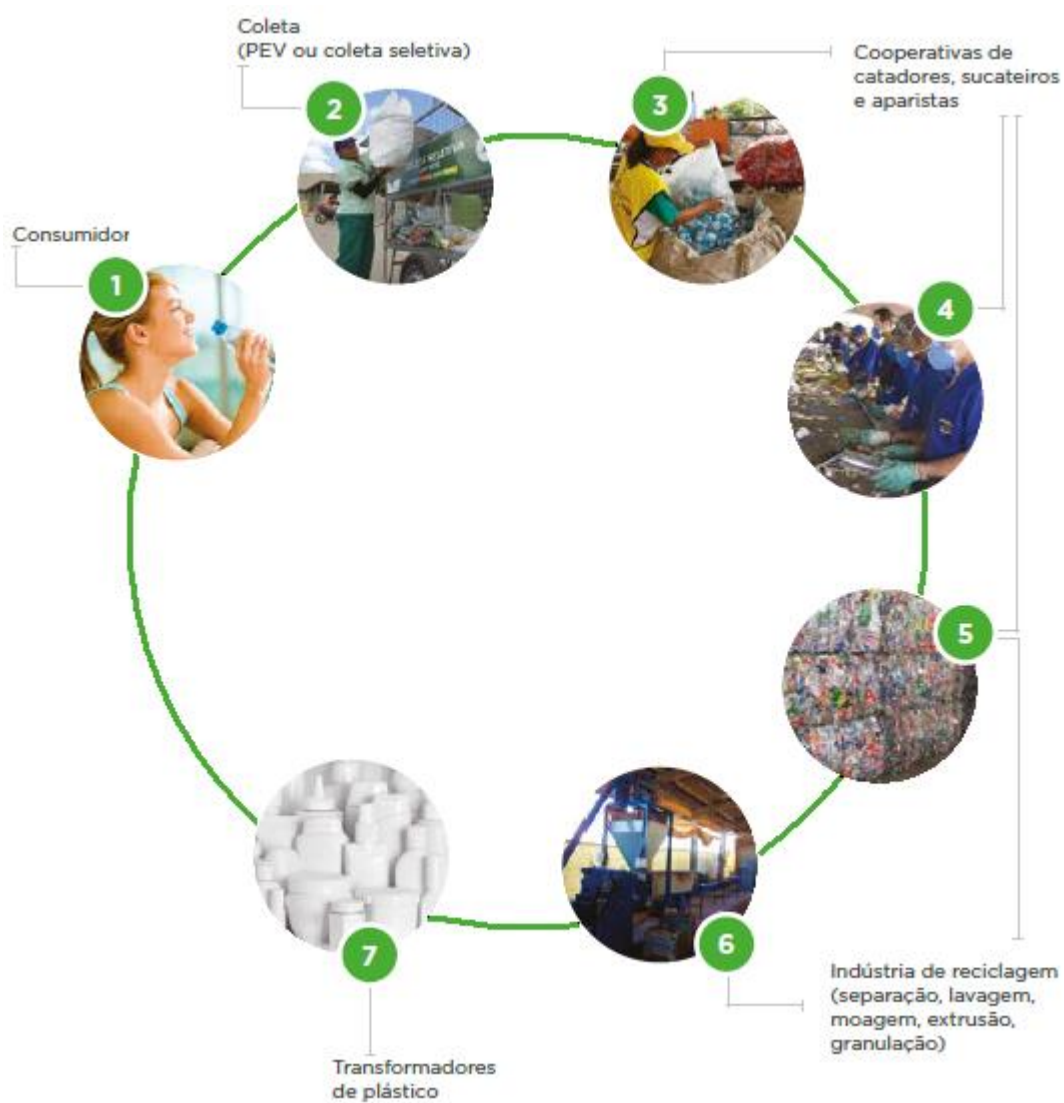 Coleta
(PEV ou coleta seletiva)
2
3
Cooperativas de
catadores, sucateiros
e aparistas
Consumidor
1
4
5
7
6
Indústria de reciclagem
(separação, lavagem,
moagem, extrusão,
granulação)
Transformadores
de plástico